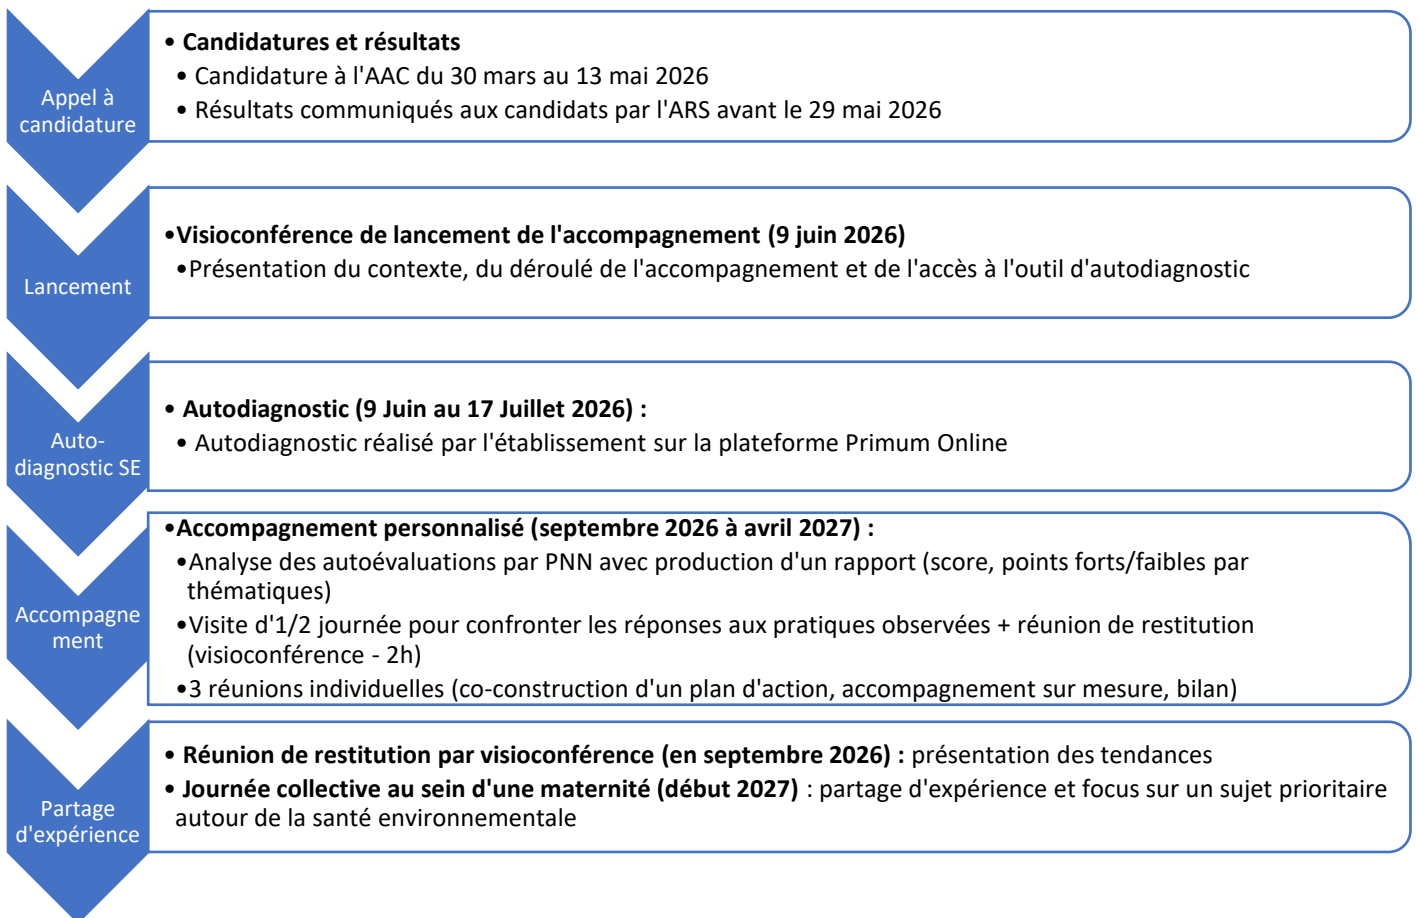 Appel à
candidature
• Candidatures et résultats
• Candidature à l'AAC du 30 mars au 13 mai 2026
• Résultats communiqués aux candidats par l'ARS avant le 29 mai 2026
Lancement
•Visioconférence de lancement de l'accompagnement (9 juin 2026)
•Présentation du contexte, du déroulé de l'accompagnement et de l'accès à l'outil d'autodiagnostic
Auto-
diagnostic SE
• Autodiagnostic (9 Juin au 17 Juillet 2026) :
• Autodiagnostic réalisé par l'établissement sur la plateforme Primum Online
Accompagne
ment
•Accompagnement personnalisé (septembre 2026 à avril 2027) :
•Analyse des autoévaluations par PNN avec production d'un rapport (score, points forts/faibles par
thématiques)
•Visite d'1/2 journée pour confronter les réponses aux pratiques observées + réunion de restitution
(visioconférence - 2h)
•3 réunions individuelles (co-construction d'un plan d'action, accompagnement sur mesure, bilan)
Partage
d'expérience
• Réunion de restitution par visioconférence (en septembre 2026) : présentation des tendances
• Journée collective au sein d'une maternité (début 2027) : partage d'expérience et focus sur un sujet prioritaire
autour de la santé environnementale